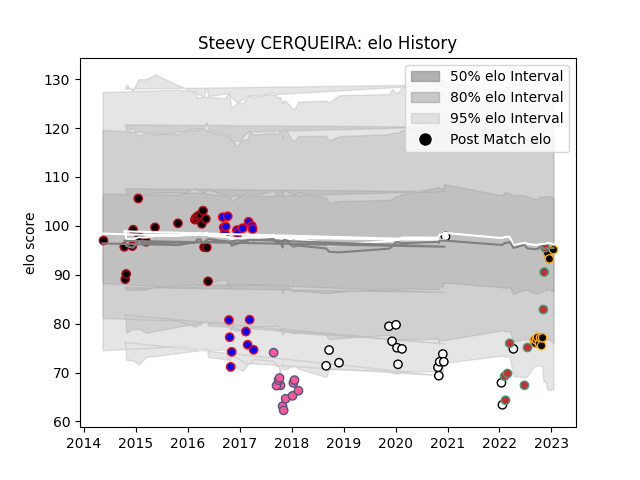 Steevy CERQUEIRA: elo History
50% elo Interval
80% elo Interval
95% elo Interval
Post Match elo
elo score
130
120
110
100
90
80
70
60
2014 2015 2016 2017 2018 2019 2020 2021 2022 2023